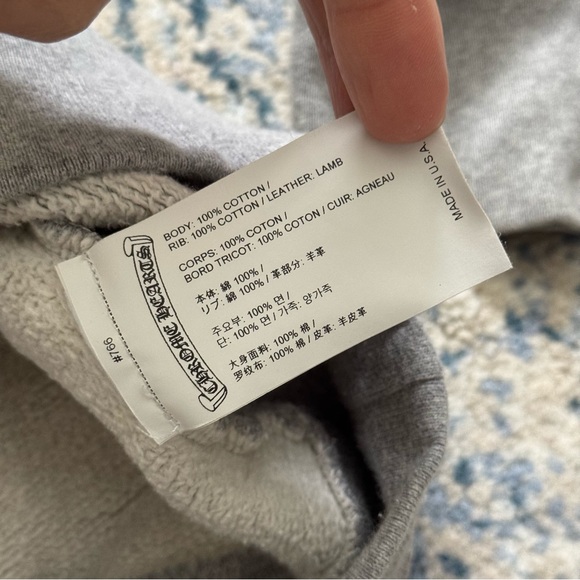 BODY: 100% COTTON /
RIB: 100% COTTON / LEATHER: LAMB
CORPS: 100% COTON /
BORD TRICOT: 100% COTON / CUIR: AGNEAU
本体: 綿 100% /
リブ: 綿 100% / 革部分: 羊革
주요부: 100% 면 /
단: 100% 면 / 가죽: 양가죽
大身面料: 100% 棉 /
罗纹布: 100% 棉 / 皮革: 羊皮革
MADE IN U.S.A.
CHROME HEARTS
#766